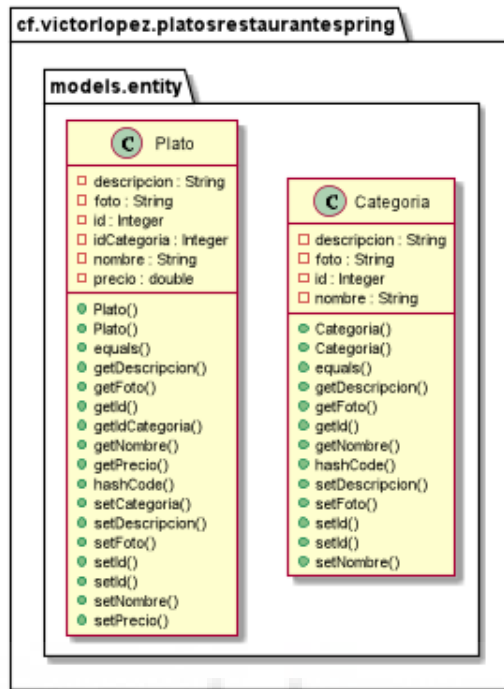 cf.victorlopez.platosrestaurantespring
models.entity
C Plato
descripcion : String
foto : String
id : Integer
idCategoria : Integer
nombre : String
precio : double
Plato()
Plato()
equals()
getDescripcion()
getFoto()
getId()
getIdCategoria()
getNombre()
getPrecio()
hashCode()
setCategoria()
setDescripcion()
setFoto()
setId()
setId()
setNombre()
setPrecio()
C Categoria
descripcion : String
foto : String
id : Integer
nombre : String
Categoria()
Categoria()
equals()
getDescripcion()
getFoto()
getId()
getNombre()
hashCode()
setDescripcion()
setFoto()
setId()
setId()
setNombre()